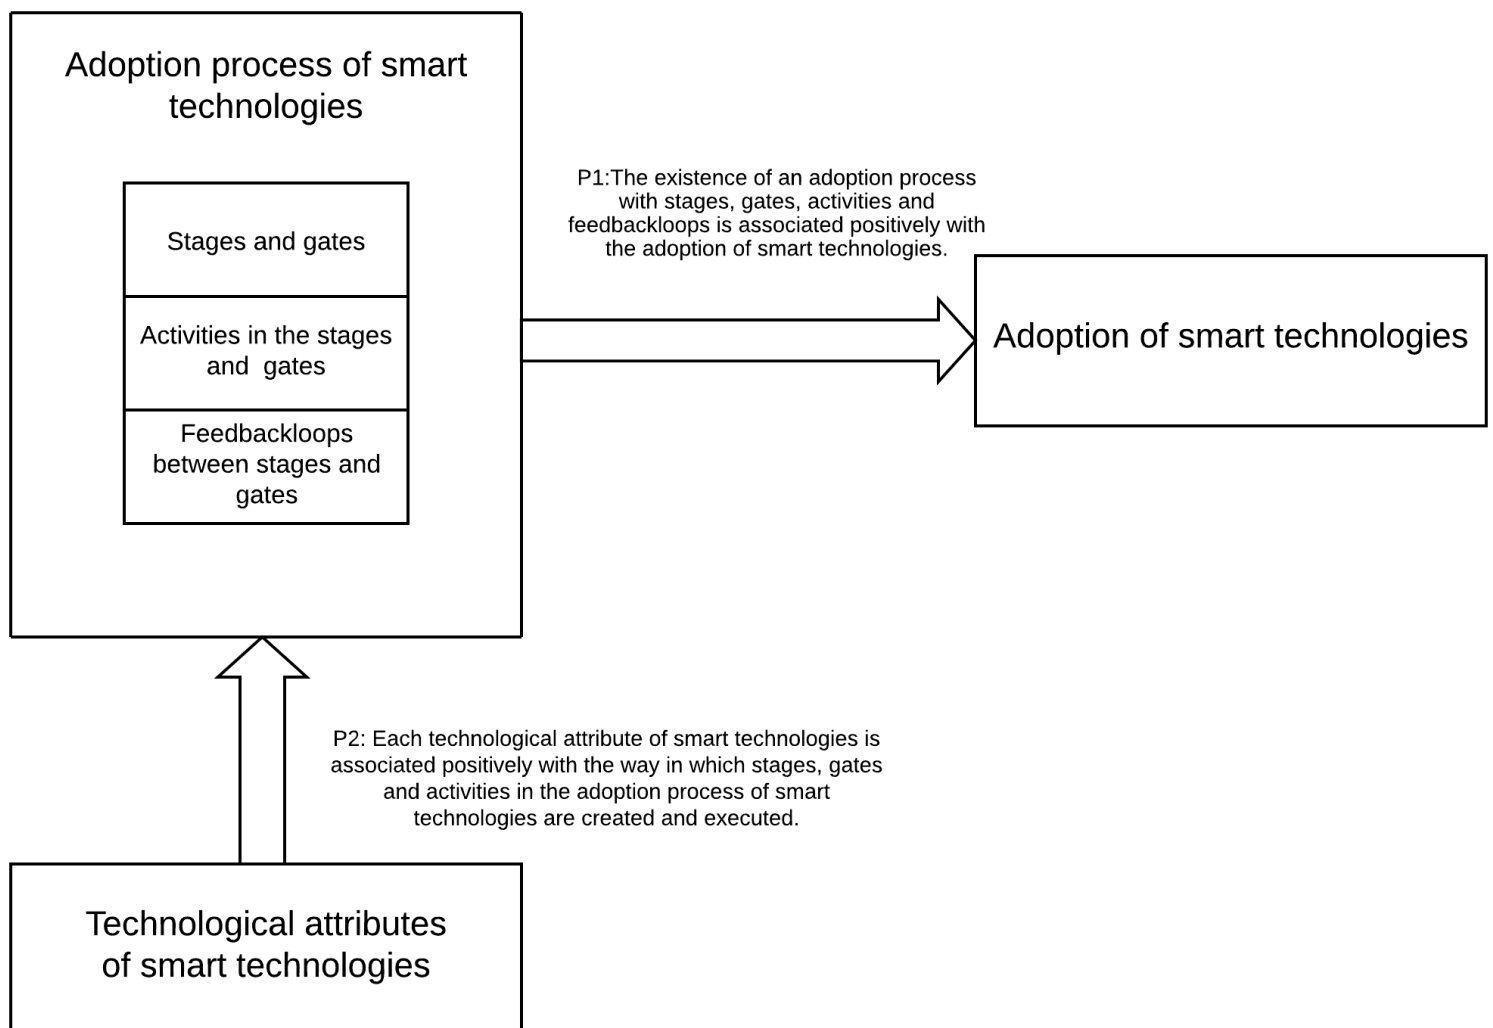 Adoption process of smart
technologies
Stages and gates
Activities in the stages
and  gates
Feedbackloops
between stages and
gates
P1:The existence of an adoption process
with stages, gates, activities and
feedbackloops is associated positively with
the adoption of smart technologies.
Adoption of smart technologies
P2: Each technological attribute of smart technologies is
associated positively with the way in which stages, gates
and activities in the adoption process of smart
technologies are created and executed.
Technological attributes
of smart technologies